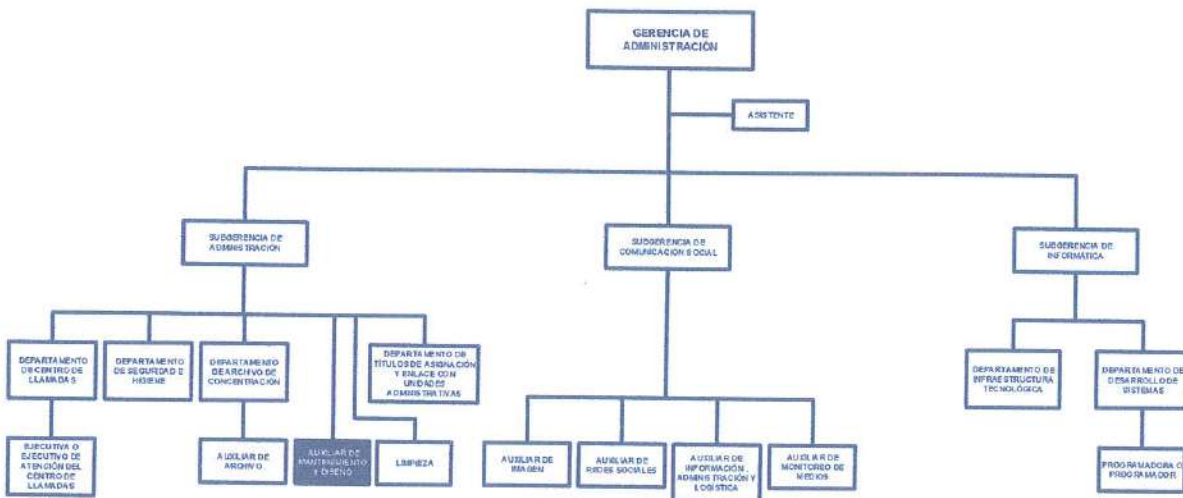 GERENCIA DE
ADMINISTRACIÓN
ASISTENTE
SUBGERENCIA DE
ADMINISTRACIÓN
SUBGERENCIA DE
COMUNICACIÓN SOCIAL
SUBGERENCIA DE
INFORMÁTICA
DEPARTAMENTO
DE CENTRO DE
LLAMADAS
DEPARTAMENTO
DE SEGURIDAD E
HIGIENE
DEPARTAMENTO
DE ARCHIVO DE
CONCENTRACIÓN
DEPARTAMENTO DE
TÍTULOS DE ASIGNACIÓN
Y ENLACE CON
UNIDADES
ADMINISTRATIVAS
DEPARTAMENTO DE
INFRAESTRUCTURA
TECNOLÓGICA
DEPARTAMENTO DE
DESARROLLO DE
SISTEMAS
EJECUTIVA O
EJECUTIVO DE
ATENCIÓN DEL
CENTRO DE
LLAMADAS
AUXILIAR DE
ARCHIVO
AUXILIAR DE
MANTENIMIENTO
Y DISEÑO
LIMPIEZA
AUXILIAR DE
IMAGEN
AUXILIAR DE
REDES SOCIALES
AUXILIAR DE
INFORMACIÓN,
ADMINISTRACIÓN Y
LOGÍSTICA
AUXILIAR DE
MONITOREO DE
MEDIOS
PROGRAMADORA O
PROGRAMADOR